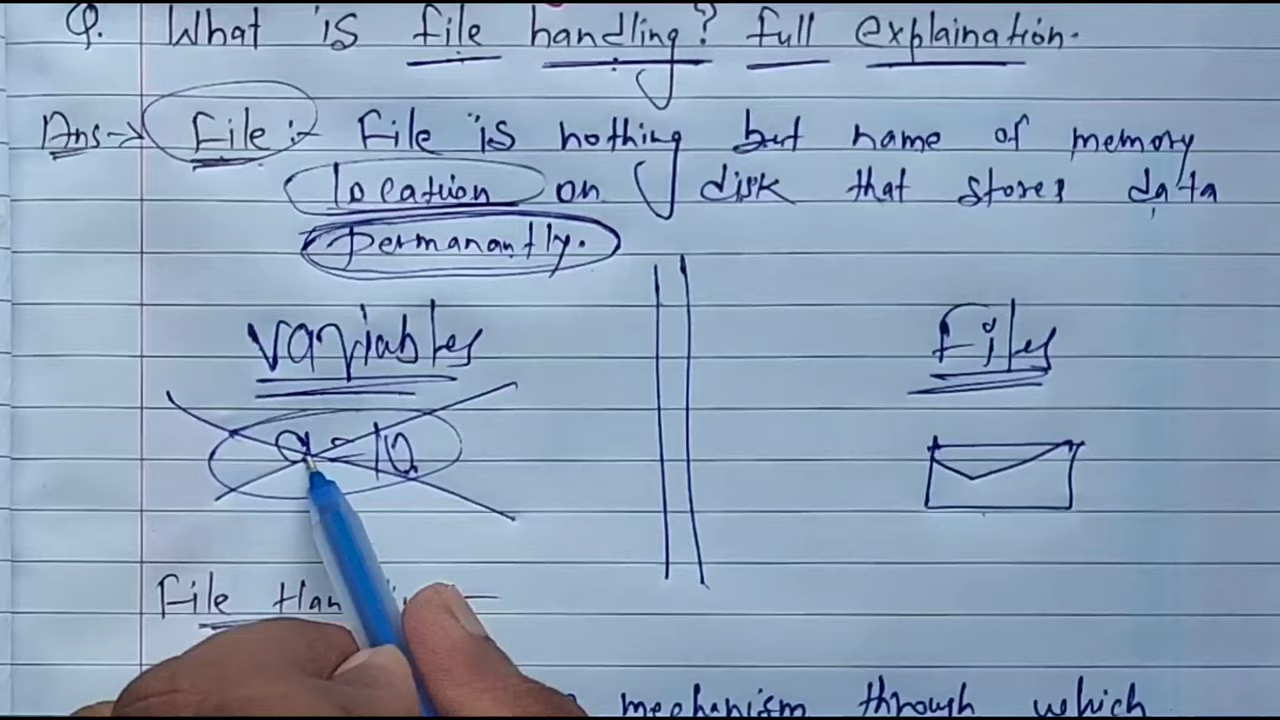 Q. What is file handling? full explaination.
Ans→ File:- File is nothing but name of memory
location on disk that stores data
permanantly.
Variables
Files
a=10
File Han
mechanism through which